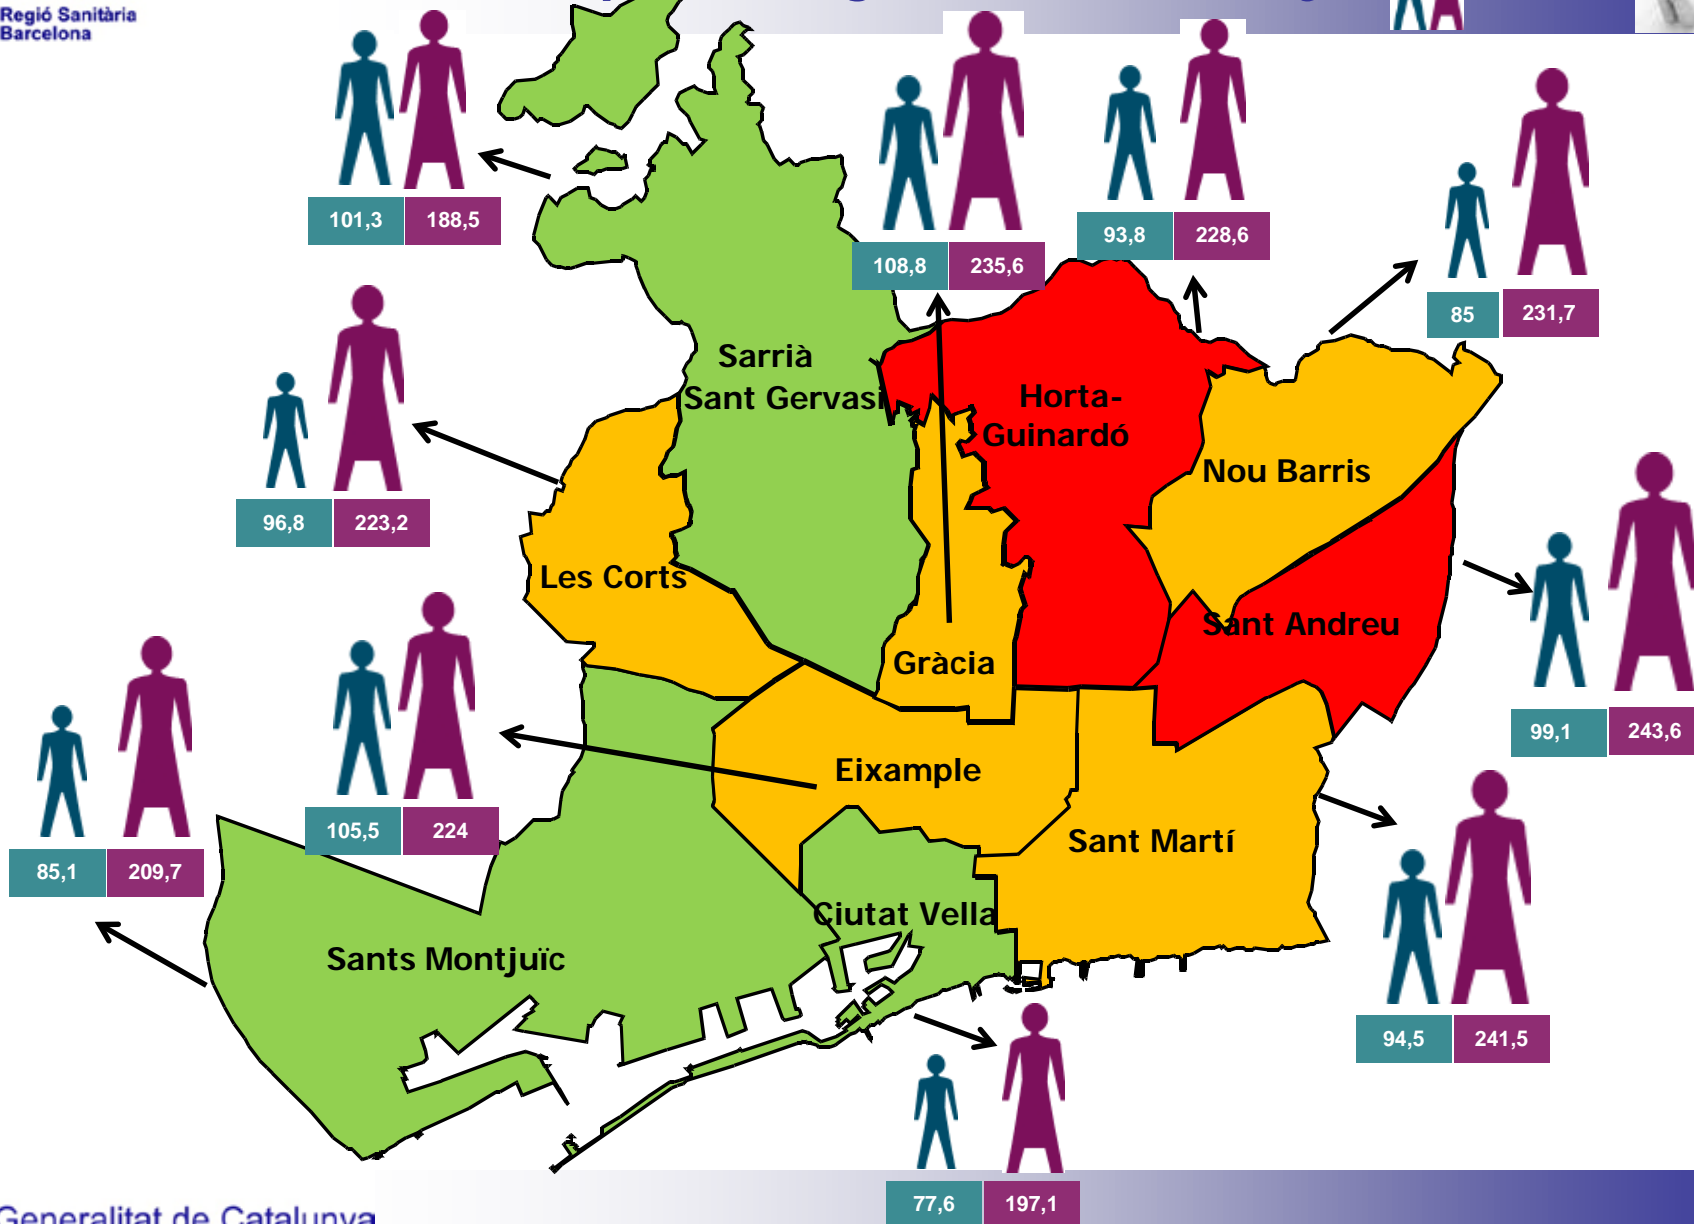 Regió Sanitària
Barcelona
101,3 188,5
108,8 235,6
93,8 228,6
85 231,7
Sarrià
Sant Gervasi
Horta-
Guinardó
Nou Barris
96,8 223,2
Les Corts
Sant Andreu
Gràcia
99,1 243,6
Eixample
105,5 224
Sant Martí
85,1 209,7
Ciutat Vella
Sants Montjuïc
94,5 241,5
77,6 197,1
Generalitat de Catalunya